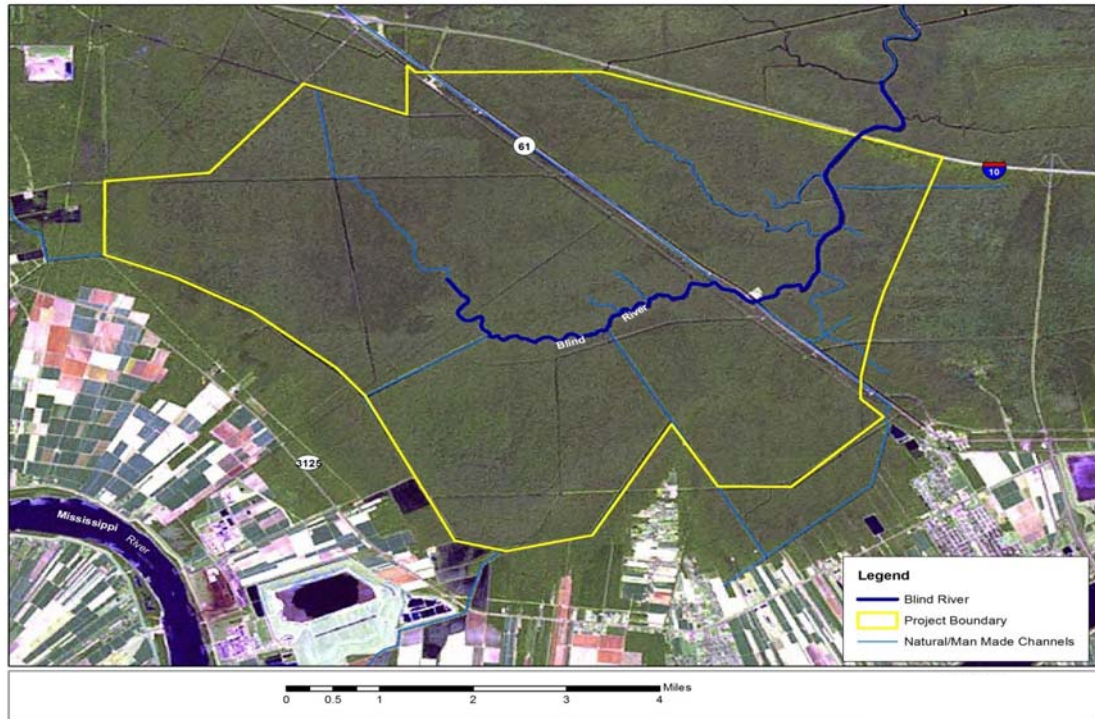 61
10
Blind River
3125
Mississippi River
Legend
Blind River
Project Boundary
Natural/Man Made Channels
Miles
0 0.5 1 2 3 4